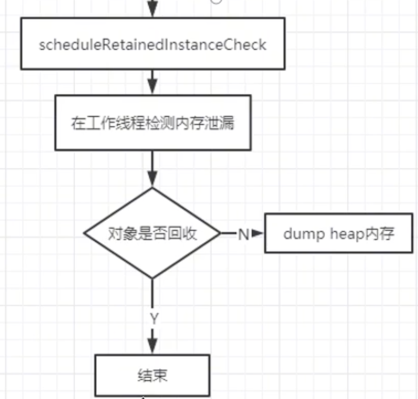 scheduleRetainedInstanceCheck
在工作线程检测内存泄漏
对象是否回收
N
dump heap内存
Y
结束